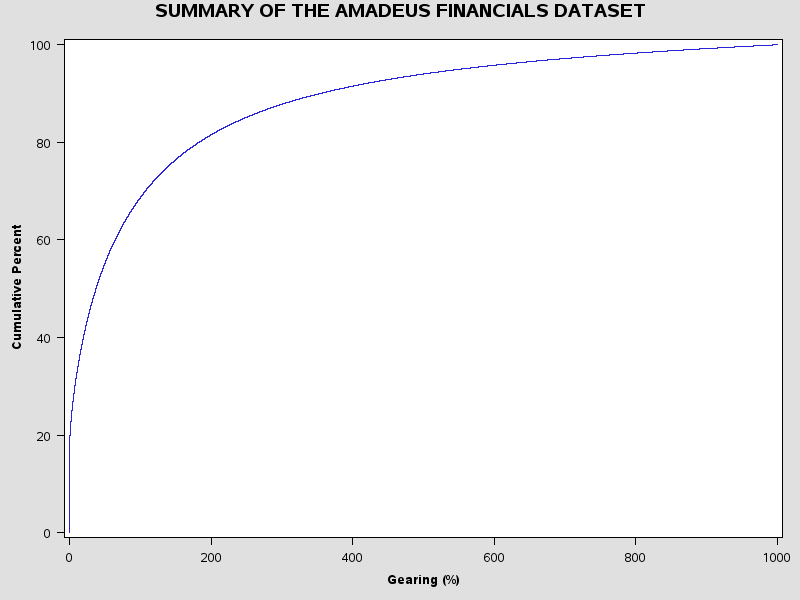 SUMMARY OF THE AMADEUS FINANCIALS DATASET
100
80
60
40
20
0
Cumulative Percent
0 200 400 600 800 1000
Gearing (%)